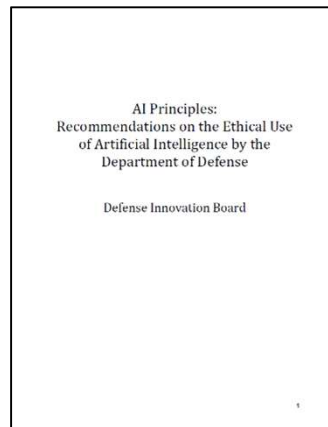 AI Principles:
Recommendations on the Ethical Use
of Artificial Intelligence by the
Department of Defense
Defense Innovation Board